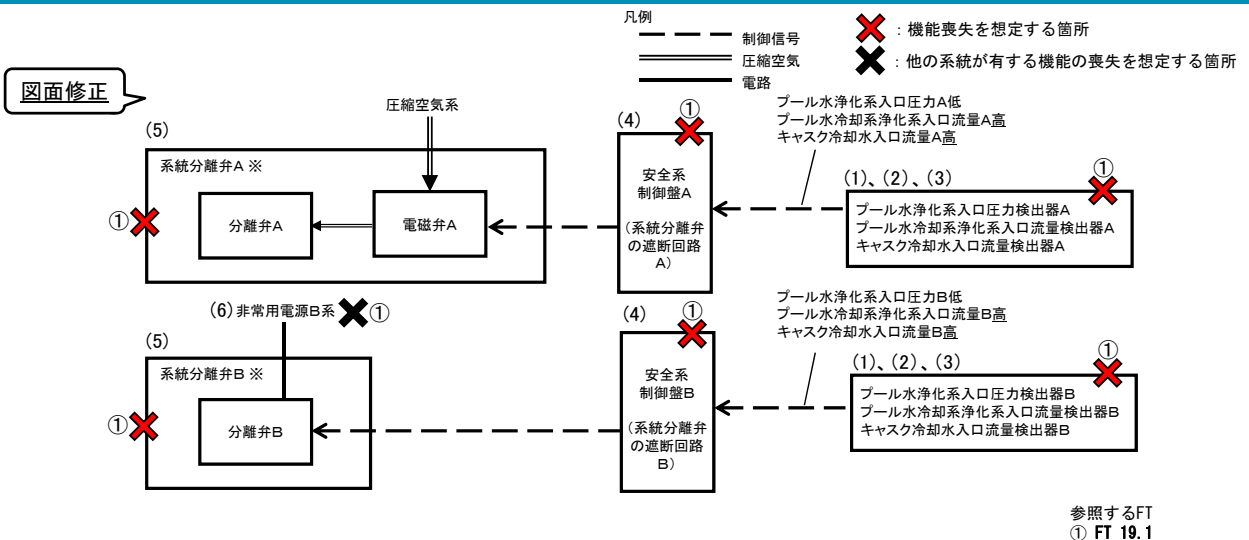 図面修正
凡例
制御信号
圧縮空気
電路
：機能喪失を想定する箇所
：他の系統が有する機能の喪失を想定する箇所
圧縮空気系
(5)
系統分離弁A ※
分離弁A
電磁弁A
①
(4)
①
安全系
制御盤A
(系統分離弁
の遮断回路
A)
プール水浄化系入口圧力A低
プール水冷却系浄化系入口流量A高
キャスク冷却水入口流量A高
(1)、(2)、(3)
①
プール水浄化系入口圧力検出器A
プール水冷却系浄化系入口流量検出器A
キャスク冷却水入口流量検出器A
(6)非常用電源B系
①
(5)
系統分離弁B ※
分離弁B
①
(4)
①
安全系
制御盤B
(系統分離弁
の遮断回路
B)
プール水浄化系入口圧力B低
プール水冷却系浄化系入口流量B高
キャスク冷却水入口流量B高
(1)、(2)、(3)
①
プール水浄化系入口圧力検出器B
プール水冷却系浄化系入口流量検出器B
キャスク冷却水入口流量検出器B
参照するFT
① FT 19.1